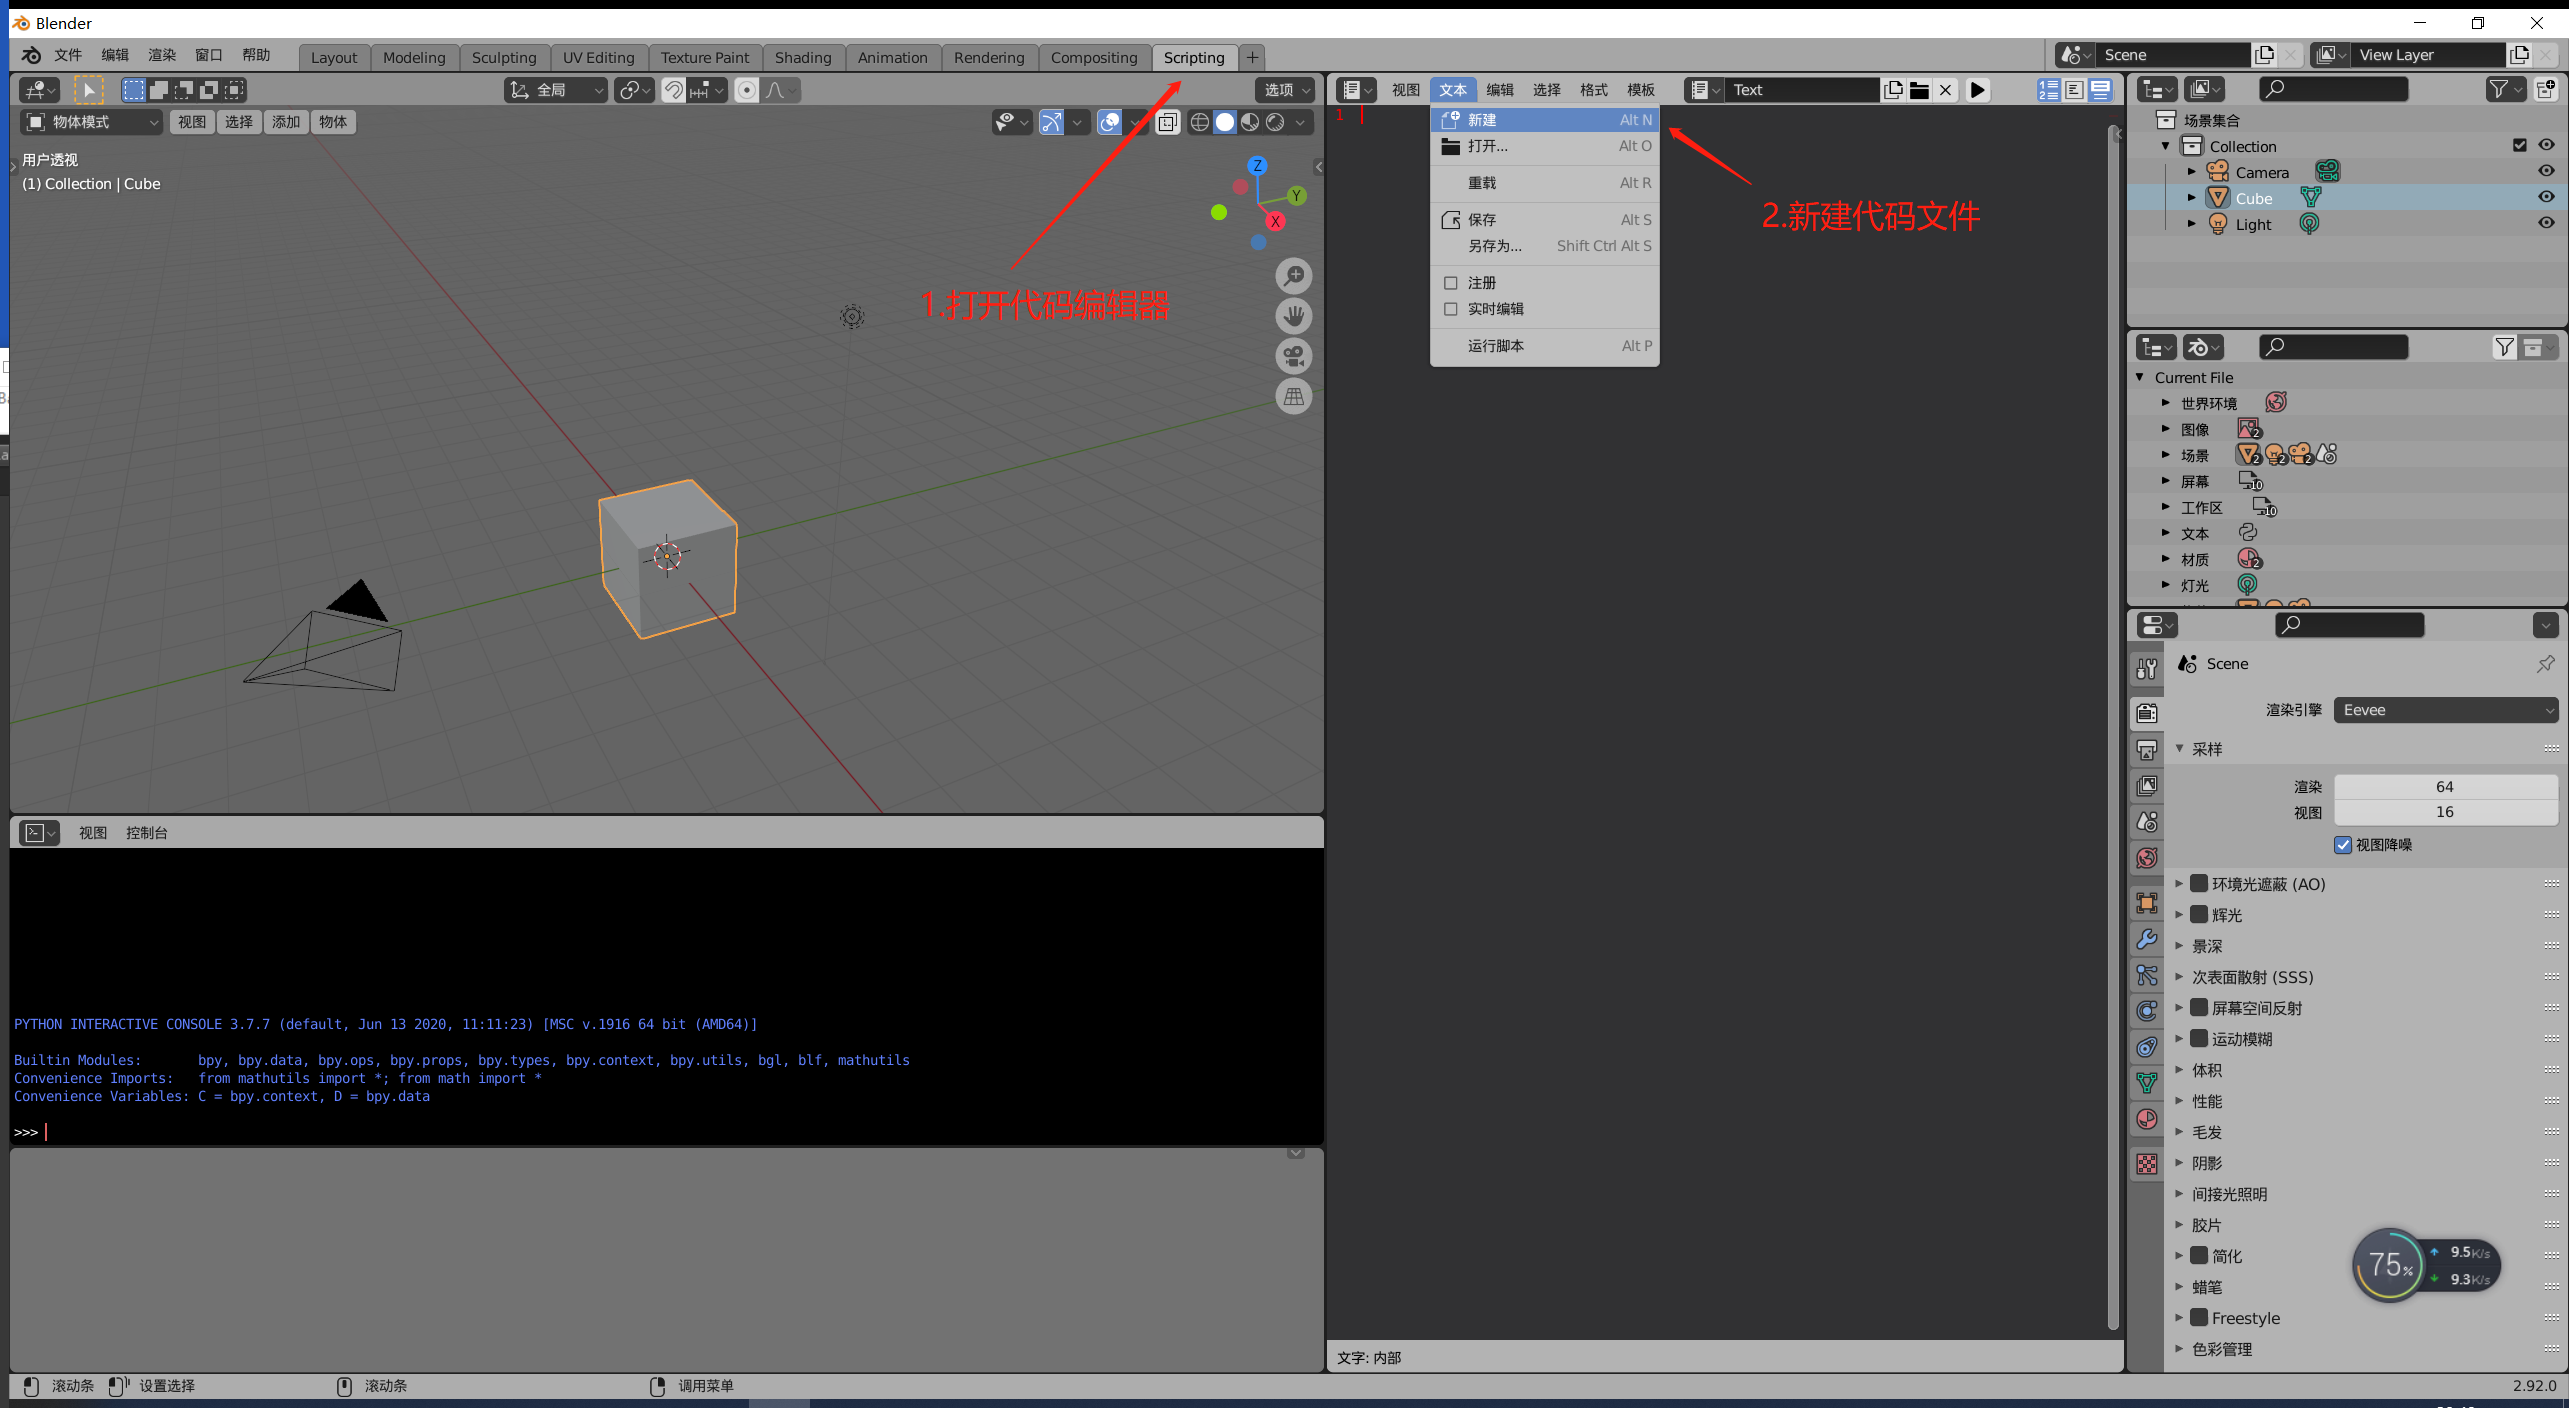 Blender
文件 编辑 渲染 窗口 帮助 Layout Modeling Sculpting UV Editing Texture Paint Shading Animation Rendering Compositing Scripting + Scene View Layer
全局 选项
物体模式 视图 选择 添加 物体
用户透视
(1) Collection | Cube
Z
Y
X
1.打开代码编辑器
视图 文本 编辑 选择 格式 模板 Text
1
新建 Alt N
打开... Alt O
重载 Alt R
保存 Alt S
另存为... Shift Ctrl Alt S
注册
实时编辑
运行脚本 Alt P
2.新建代码文件
场景集合
Collection
Camera
Cube
Light
Current File
世界环境
图像 2
场景 2 2 2
屏幕 10
工作区 10
文本
材质 2
灯光
Scene
渲染引擎 Eevee
采样
渲染 64
视图 16
视图降噪
环境光遮蔽 (AO)
辉光
景深
次表面散射 (SSS)
屏幕空间反射
运动模糊
体积
性能
毛发
阴影
间接光照明
胶片
简化
蜡笔
Freestyle
色彩管理
75%
9.5K/s
9.3K/s
视图 控制台
PYTHON INTERACTIVE CONSOLE 3.7.7 (default, Jun 13 2020, 11:11:23) [MSC v.1916 64 bit (AMD64)]
Builtin Modules: bpy, bpy.data, bpy.ops, bpy.props, bpy.types, bpy.context, bpy.utils, bgl, blf, mathutils
Convenience Imports: from mathutils import *; from math import *
Convenience Variables: C = bpy.context, D = bpy.data
>>>
文字: 内部
滚动条 设置选择 滚动条 调用菜单 2.92.0